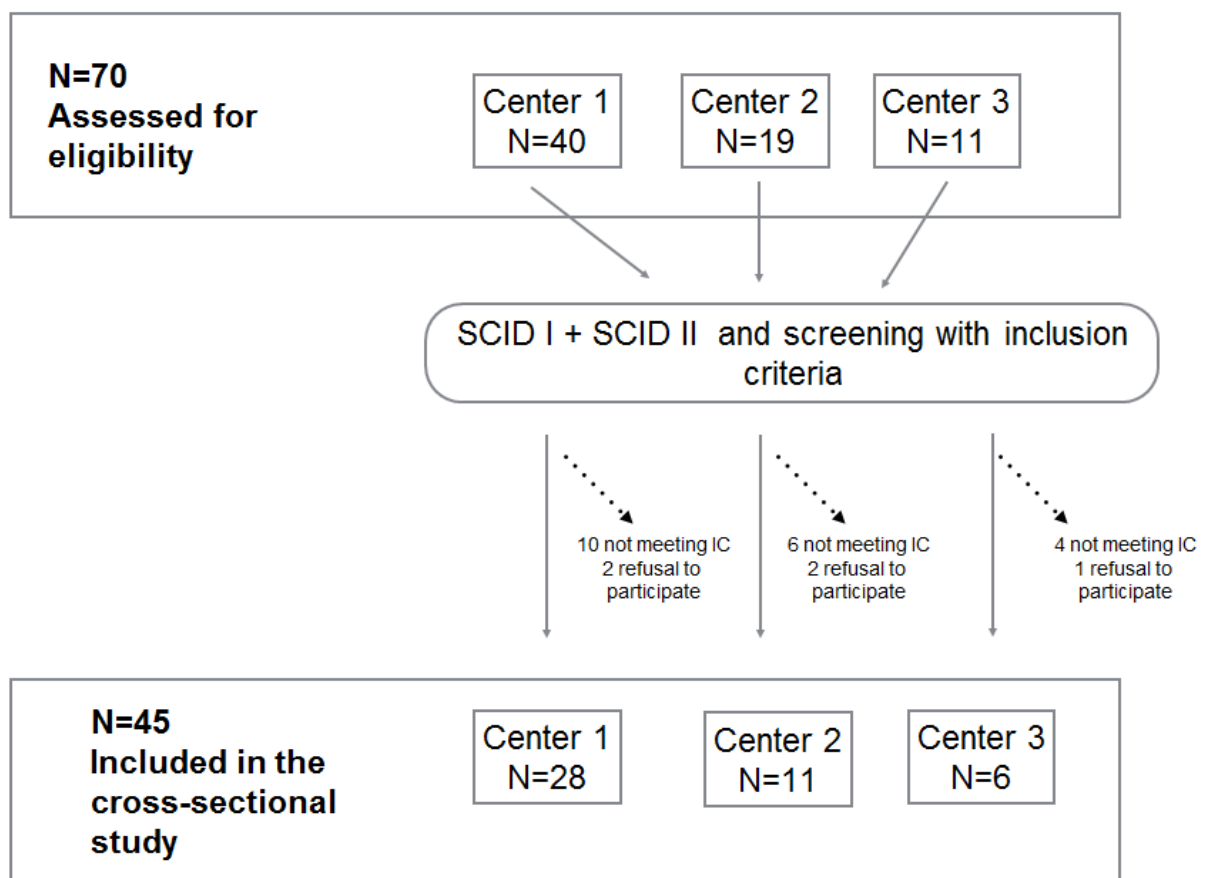 N=70
Assessed for
eligibility
Center 1
N=40
Center 2
N=19
Center 3
N=11
SCID I + SCID II and screening with inclusion
criteria
10 not meeting IC
2 refusal to
participate
6 not meeting IC
2 refusal to
participate
4 not meeting IC
1 refusal to
participate
N=45
Included in the
cross-sectional
study
Center 1
N=28
Center 2
N=11
Center 3
N=6